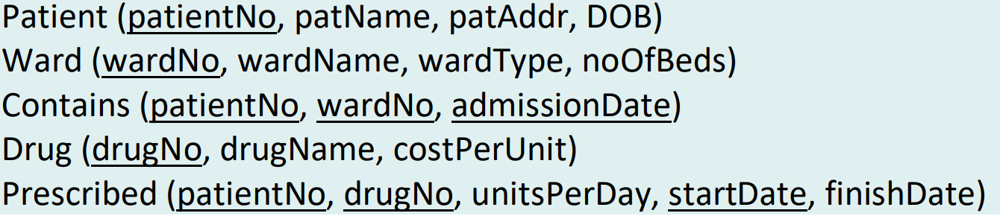 Patient (patientNo, patName, patAddr, DOB)
Ward (wardNo, wardName, wardType, noOfBeds)
Contains (patientNo, wardNo, admissionDate)
Drug (drugNo, drugName, costPerUnit)
Prescribed (patientNo, drugNo, unitsPerDay, startDate, finishDate)